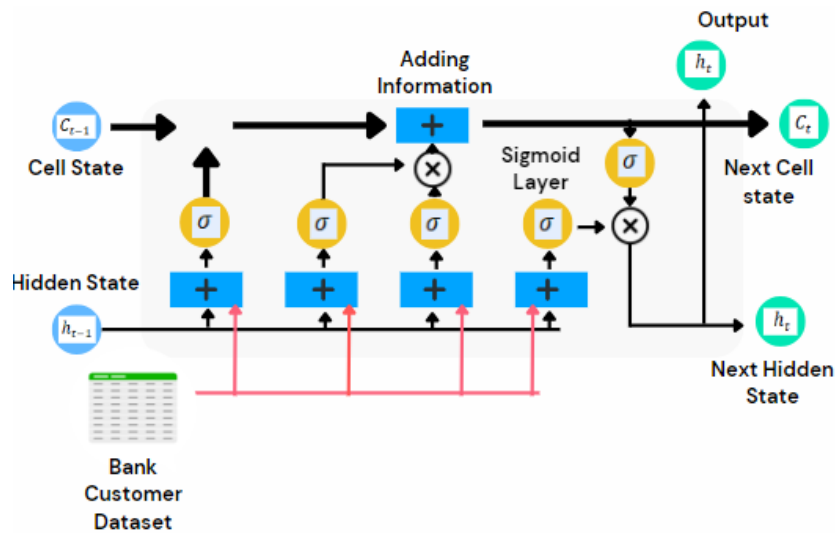 Output
h_t
Adding
Information
C_{t-1}
+
C_t
Cell State
Sigmoid
Layer
σ
Next Cell
state
×
σ
σ
σ
σ
×
Hidden State
+
+
+
+
h_{t-1}
h_t
Next Hidden
State
Bank
Customer
Dataset